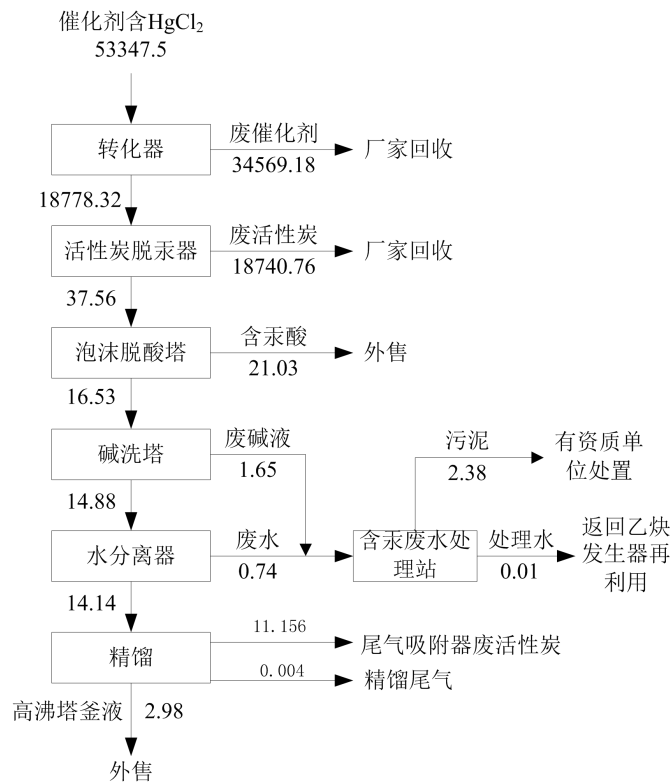 催化剂含HgCl2
53347.5
转化器
废催化剂
34569.18
厂家回收
18778.32
活性炭脱汞器
废活性炭
18740.76
厂家回收
37.56
泡沫脱酸塔
含汞酸
21.03
外售
16.53
碱洗塔
废碱液
1.65
污泥
2.38
有资质单
位处置
14.88
水分离器
废水
0.74
含汞废水处
理站
处理水
0.01
返回乙炔
发生器再
利用
14.14
精馏
11.156
尾气吸附器废活性炭
0.004
精馏尾气
高沸塔釜液
2.98
外售